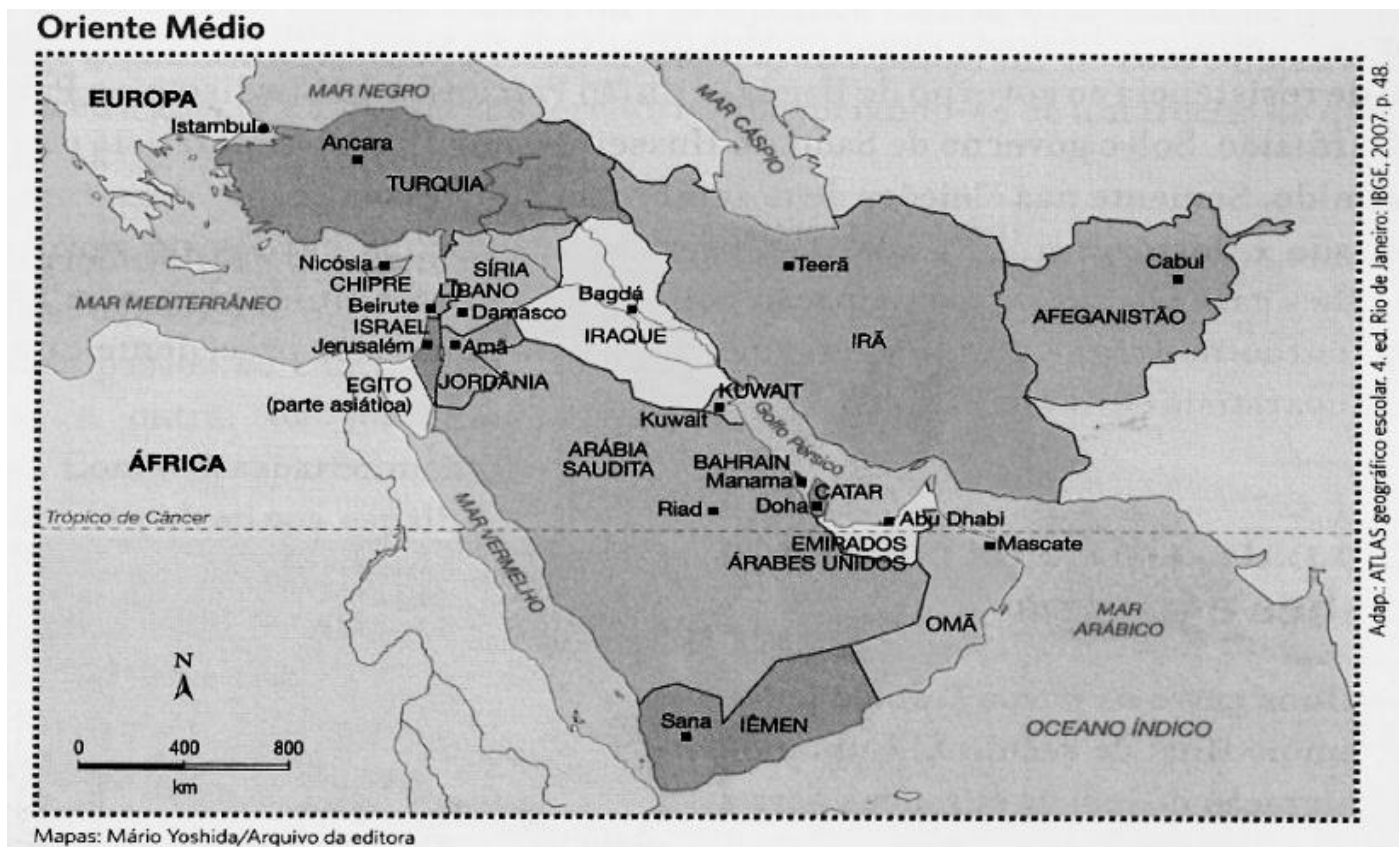 Oriente Médio
EUROPA
MAR NEGRO
MAR CÁSPIO
Istambul
Ancara
TURQUIA
Nicósia
CHIPRE
SÍRIA
LÍBANO
MAR MEDITERRÂNEO
Beirute
Damasco
ISRAEL
Jerusalém
Amã
JORDÂNIA
EGITO
(parte asiática)
Bagdá
IRAQUE
Teerã
IRÃ
Cabul
AFEGANISTÃO
KUWAIT
Kuwait
Golfo Pérsico
ÁFRICA
ARÁBIA
SAUDITA
BAHRAIN
Manama
CATAR
Doha
Riad
Abu Dhabi
Trópico de Câncer
EMIRADOS
ÁRABES UNIDOS
Mascate
MAR VERMELHO
OMÃ
MAR
ARÁBICO
N
Sana
IÊMEN
OCEANO ÍNDICO
0 400 800
km
Mapas: Mário Yoshida/Arquivo da editora
Adap.: ATLAS geográfico escolar. 4. ed. Rio de Janeiro: IBGE, 2007. p. 48.